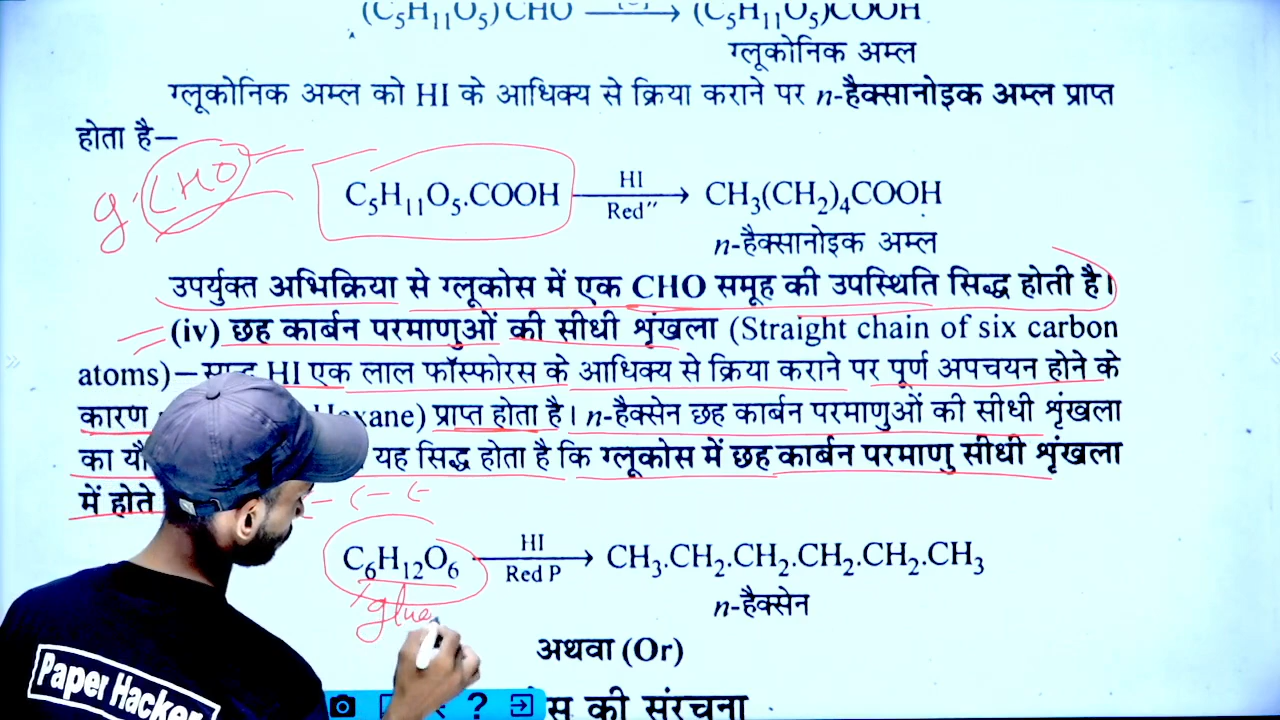 (C₅H₁₁O₅)CHO (C₅H₁₁O₅)COOH
ग्लूकोनिक अम्ल
ग्लूकोनिक अम्ल को HI के आधिक्य से क्रिया कराने पर n-हैक्सानोइक अम्ल प्राप्त
होता है–
g CHO
C₅H₁₁O₅.COOH HI Red" CH₃(CH₂)₄COOH
n-हैक्सानोइक अम्ल
उपर्युक्त अभिक्रिया से ग्लूकोस में एक CHO समूह की उपस्थिति सिद्ध होती है।
(iv) छह कार्बन परमाणुओं की सीधी शृंखला (Straight chain of six carbon
atoms)– HI एक लाल फॉस्फोरस के आधिक्य से क्रिया कराने पर पूर्ण अपचयन होने के
कारण प्राप्त होता है। n-हैक्सेन छह कार्बन परमाणुओं की सीधी शृंखला
का यह सिद्ध होता है कि ग्लूकोस में छह कार्बन परमाणु सीधी शृंखला
में होते
C₆H₁₂O₆ HI Red P CH₃.CH₂.CH₂.CH₂.CH₂.CH₃
n-हैक्सेन
glue
अथवा (Or)
की संरचना
Paper Hacker
?